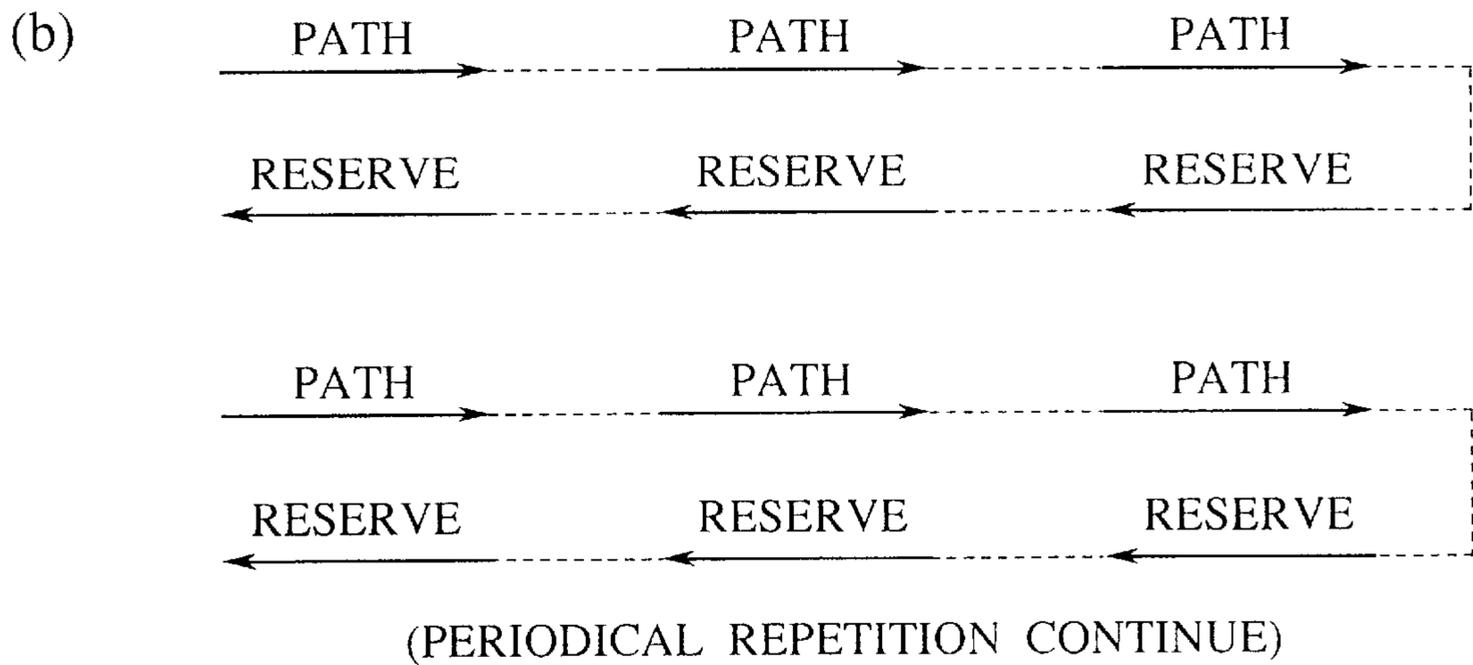 (b) PATH PATH PATH
RESERVE RESERVE RESERVE
PATH PATH PATH
RESERVE RESERVE RESERVE
(PERIODICAL REPETITION CONTINUE)